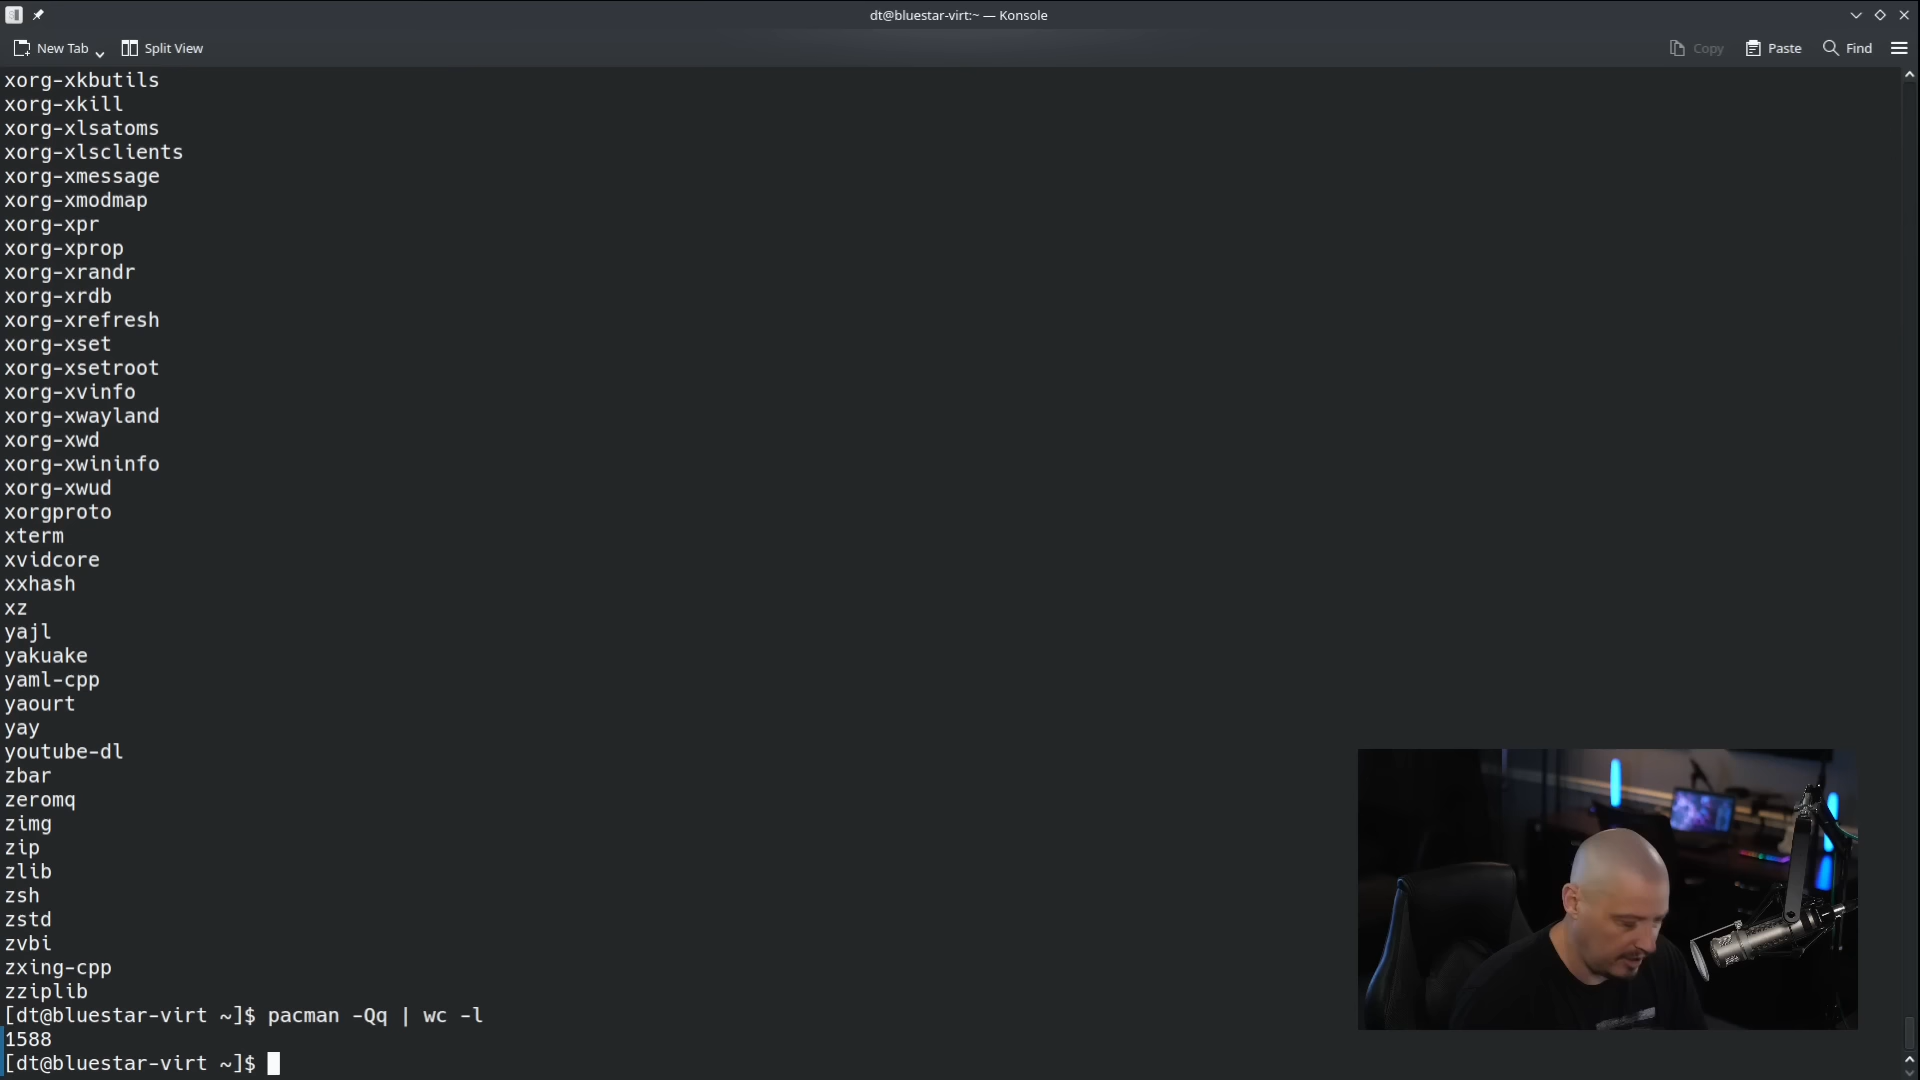 dt@bluestar-virt:~ — Konsole
New Tab
Split View
Copy
Paste
Find
xorg-xkbutils
xorg-xkill
xorg-xlsatoms
xorg-xlsclients
xorg-xmessage
xorg-xmodmap
xorg-xpr
xorg-xprop
xorg-xrandr
xorg-xrdb
xorg-xrefresh
xorg-xset
xorg-xsetroot
xorg-xvinfo
xorg-xwayland
xorg-xwd
xorg-xwininfo
xorg-xwud
xorgproto
xterm
xvidcore
xxhash
xz
yajl
yakuake
yaml-cpp
yaourt
yay
youtube-dl
zbar
zeromq
zimg
zip
zlib
zsh
zstd
zvbi
zxing-cpp
zziplib
[dt@bluestar-virt ~]$ pacman -Qq | wc -l
1588
[dt@bluestar-virt ~]$